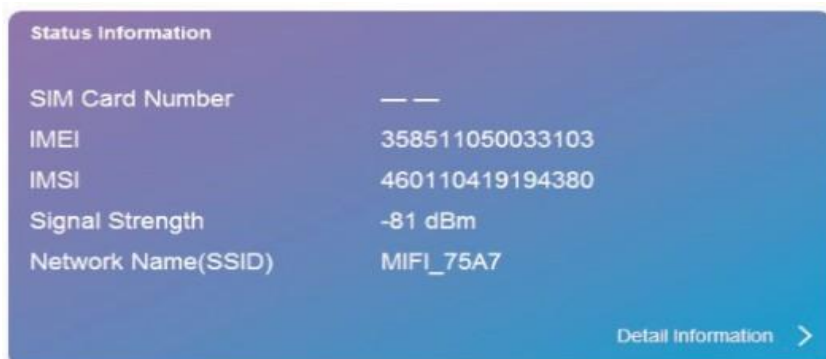 Status Information
SIM Card Number — —
IMEI 358511050033103
IMSI 460110419194380
Signal Strength -81 dBm
Network Name(SSID) MIFI_75A7
Detail Information >